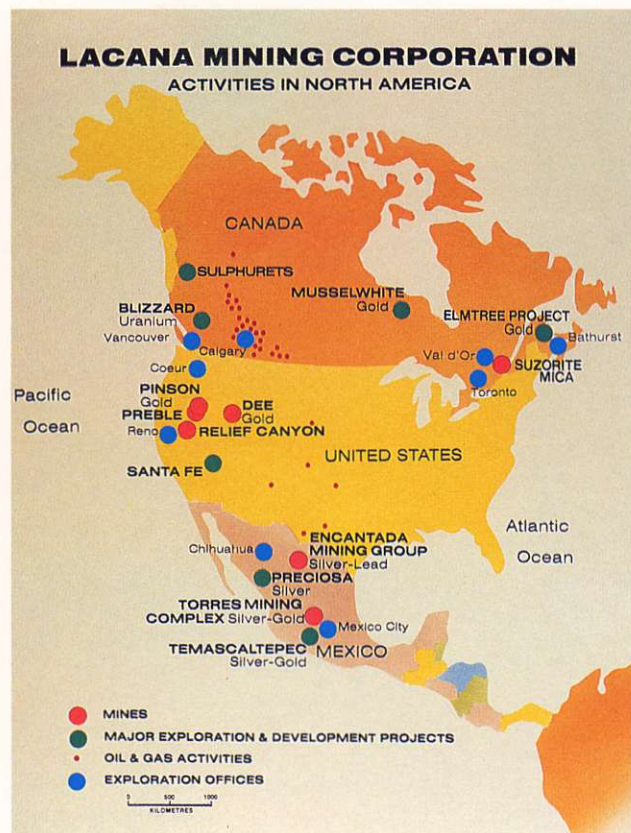 LACANA MINING CORPORATION
ACTIVITIES IN NORTH AMERICA
CANADA
SULPHURETS
MUSSELWHITE
Gold
BLIZZARD
Uranium
Vancouver
Calgary
ELMTREE PROJECT
Gold
Bathurst
Val d'Or
SUZORITE
MICA
Toronto
Coeur
Pacific
Ocean
PINSON
Gold
PREBLE
DEE
Gold
Reno
RELIEF CANYON
UNITED STATES
SANTA FE
Atlantic
Ocean
Chihuahua
ENCANTADA
MINING GROUP
Silver-Lead
PRECIOSA
Silver
TORRES MINING
COMPLEX Silver-Gold
Mexico City
TEMASCALTEPEC
Silver-Gold
MEXICO
MINES
MAJOR EXPLORATION & DEVELOPMENT PROJECTS
OIL & GAS ACTIVITIES
EXPLORATION OFFICES
0 500 1000
KILOMETRES